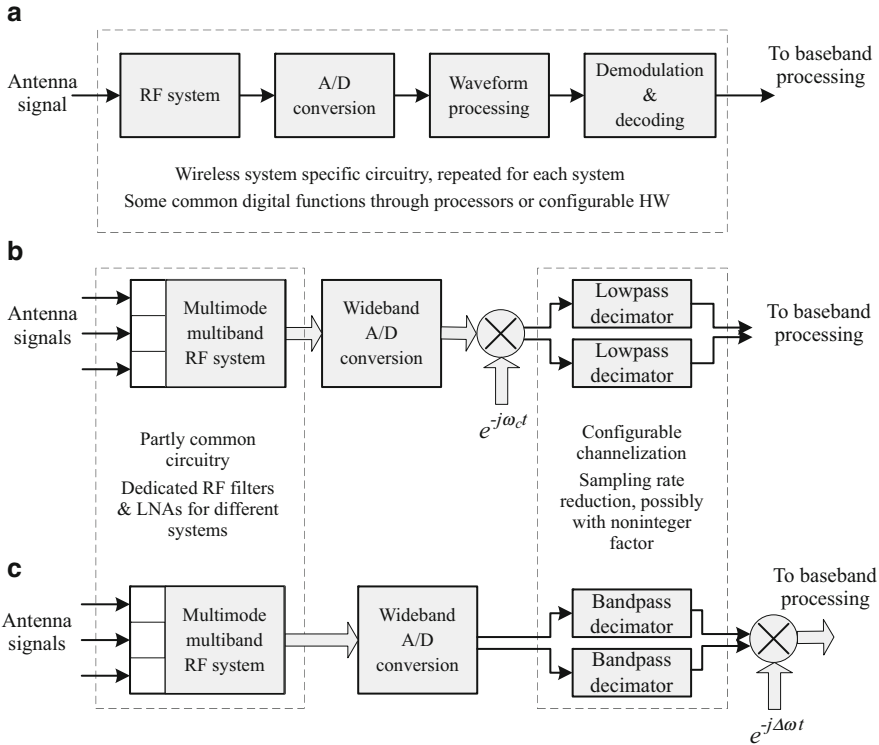 a
Antenna
signal
RF system
A/D
conversion
Waveform
processing
Demodulation
&
decoding
To baseband
processing
Wireless system specific circuitry, repeated for each system
Some common digital functions through processors or configurable HW
b
Antenna
signals
Multimode
multiband
RF system
Wideband
A/D
conversion
e^{-jω_c t}
Lowpass
decimator
Lowpass
decimator
To baseband
processing
Partly common
circuitry
Dedicated RF filters
& LNAs for different
systems
Configurable
channelization
Sampling rate
reduction, possibly
with noninteger
factor
c
Antenna
signals
Multimode
multiband
RF system
Wideband
A/D
conversion
Bandpass
decimator
Bandpass
decimator
To baseband
processing
e^{-jΔωt}